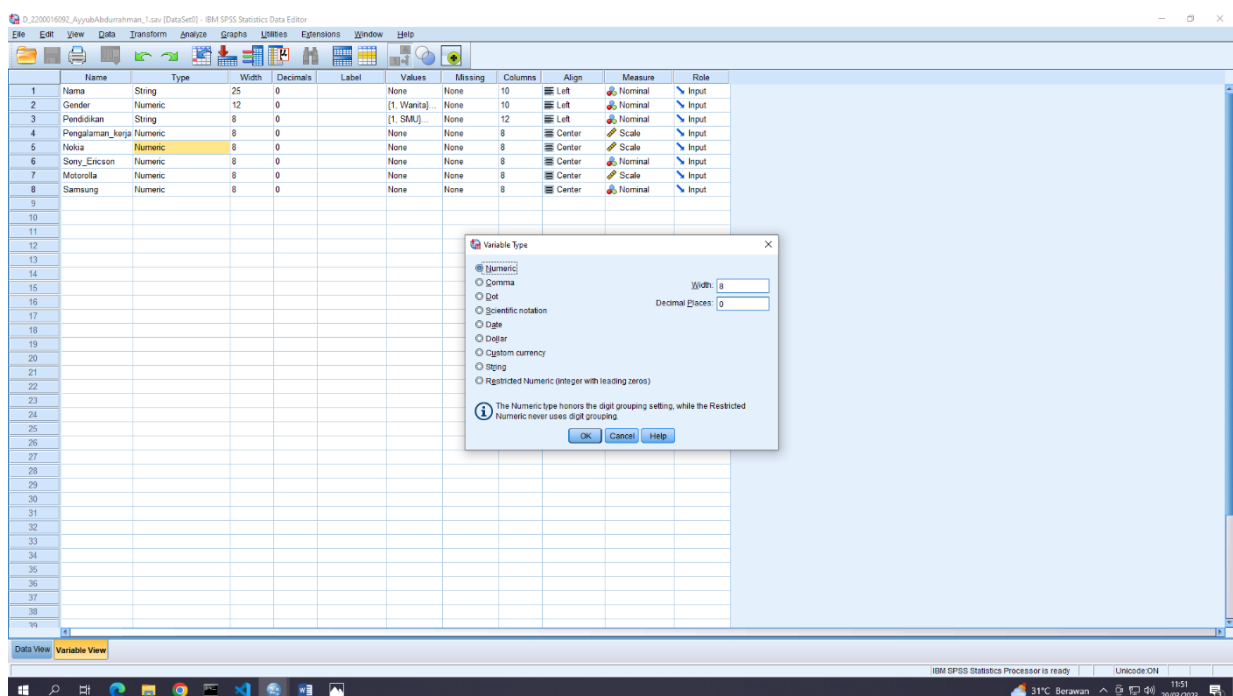 D_2200016092_AyyubAbdurrahman_1.sav [DataSet0] - IBM SPSS Statistics Data Editor
File Edit View Data Transform Analyze Graphs Utilities Extensions Window Help
Name Type Width Decimals Label Values Missing Columns Align Measure Role
1 Nama String 25 0 None None 10 Left Nominal Input
2 Gender Numeric 12 0 {1, Wanita}... None 10 Left Nominal Input
3 Pendidikan String 8 0 {1, SMU}... None 12 Left Nominal Input
4 Pengalaman_kerja Numeric 8 0 None None 8 Center Scale Input
5 Nokia Numeric 8 0 None None 8 Center Scale Input
6 Sony_Ericson Numeric 8 0 None None 8 Center Nominal Input
7 Motorolla Numeric 8 0 None None 8 Center Scale Input
8 Samsung Numeric 8 0 None None 8 Center Nominal Input
9
10
11
12
13
14
15
16
17
18
19
20
21
22
23
24
25
26
27
28
29
30
31
32
33
34
35
36
37
38
39
Variable Type
Numeric
Comma
Dot
Scientific notation
Date
Dollar
Custom currency
String
Restricted Numeric (integer with leading zeros)
Width: 8
Decimal Places: 0
The Numeric type honors the digit grouping setting, while the Restricted
Numeric never uses digit grouping.
OK Cancel Help
Data View Variable View
IBM SPSS Statistics Processor is ready Unicode:ON
31°C Berawan 11:51
20/03/2023